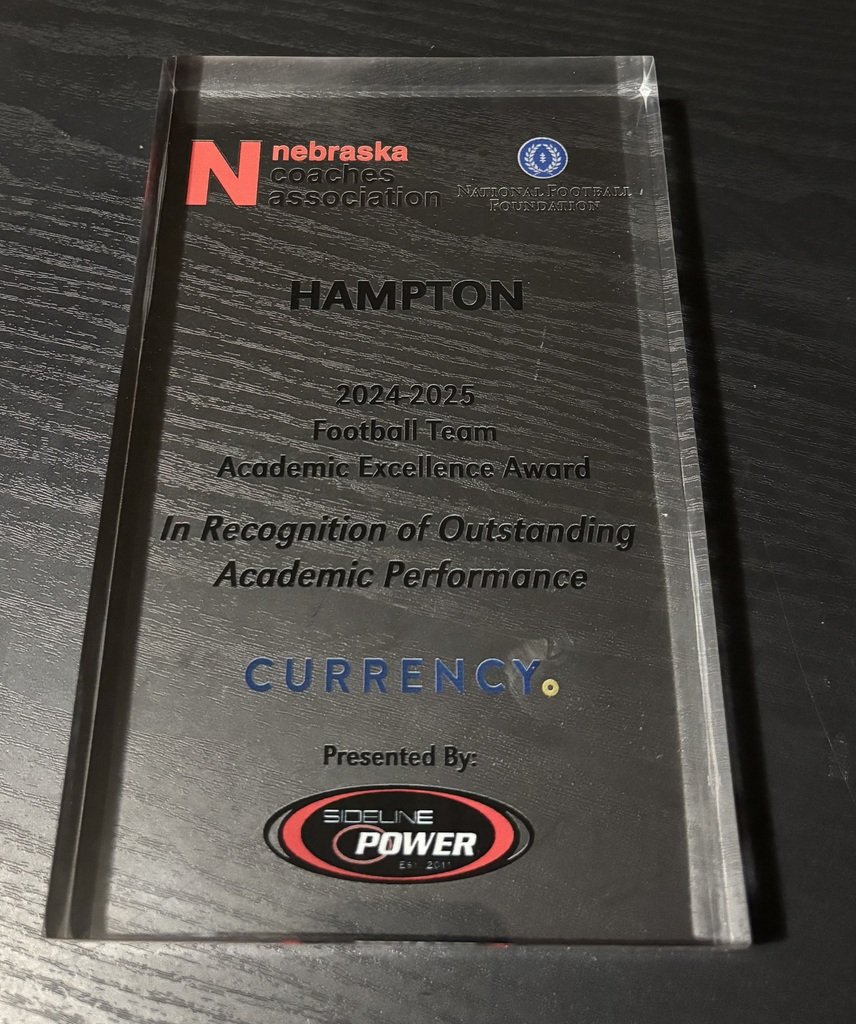 N nebraska
coaches
association
NATIONAL FOOTBALL
FOUNDATION
HAMPTON
2024-2025
Football Team
Academic Excellence Award
In Recognition of Outstanding
Academic Performance
CURRENCY.
Presented By:
SIDELINE
POWER
Est. 2011